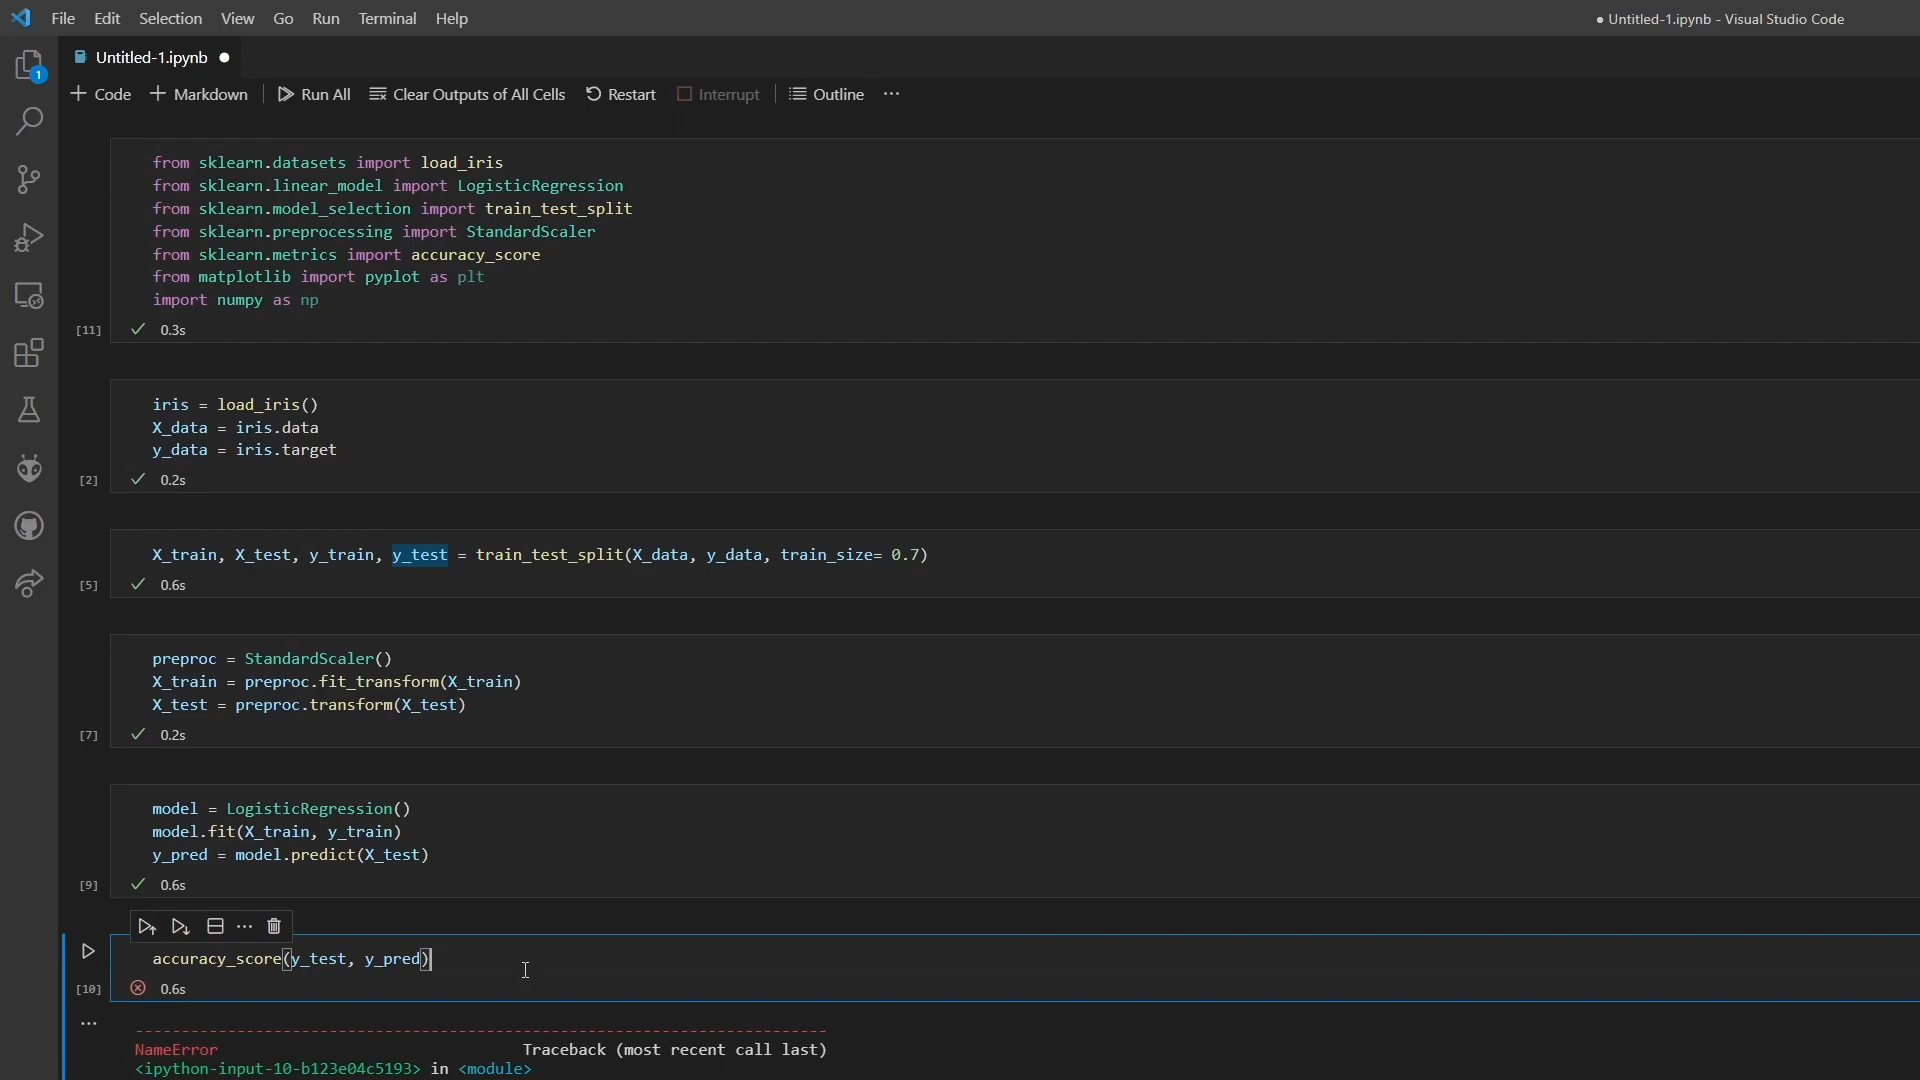 File Edit Selection View Go Run Terminal Help
● Untitled-1.ipynb - Visual Studio Code
1
Untitled-1.ipynb
Code Markdown Run All Clear Outputs of All Cells Restart Interrupt Outline ...
from sklearn.datasets import load_iris
from sklearn.linear_model import LogisticRegression
from sklearn.model_selection import train_test_split
from sklearn.preprocessing import StandardScaler
from sklearn.metrics import accuracy_score
from matplotlib import pyplot as plt
import numpy as np
[11] 0.3s
iris = load_iris()
X_data = iris.data
y_data = iris.target
[2] 0.2s
X_train, X_test, y_train, y_test = train_test_split(X_data, y_data, train_size= 0.7)
[5] 0.6s
preproc = StandardScaler()
X_train = preproc.fit_transform(X_train)
X_test = preproc.transform(X_test)
[7] 0.2s
model = LogisticRegression()
model.fit(X_train, y_train)
y_pred = model.predict(X_test)
[9] 0.6s
accuracy_score(y_test, y_pred)
[10] 0.6s
---------------------------------------------------------------------------
NameError Traceback (most recent call last)
<ipython-input-10-b123e04c5193> in <module>